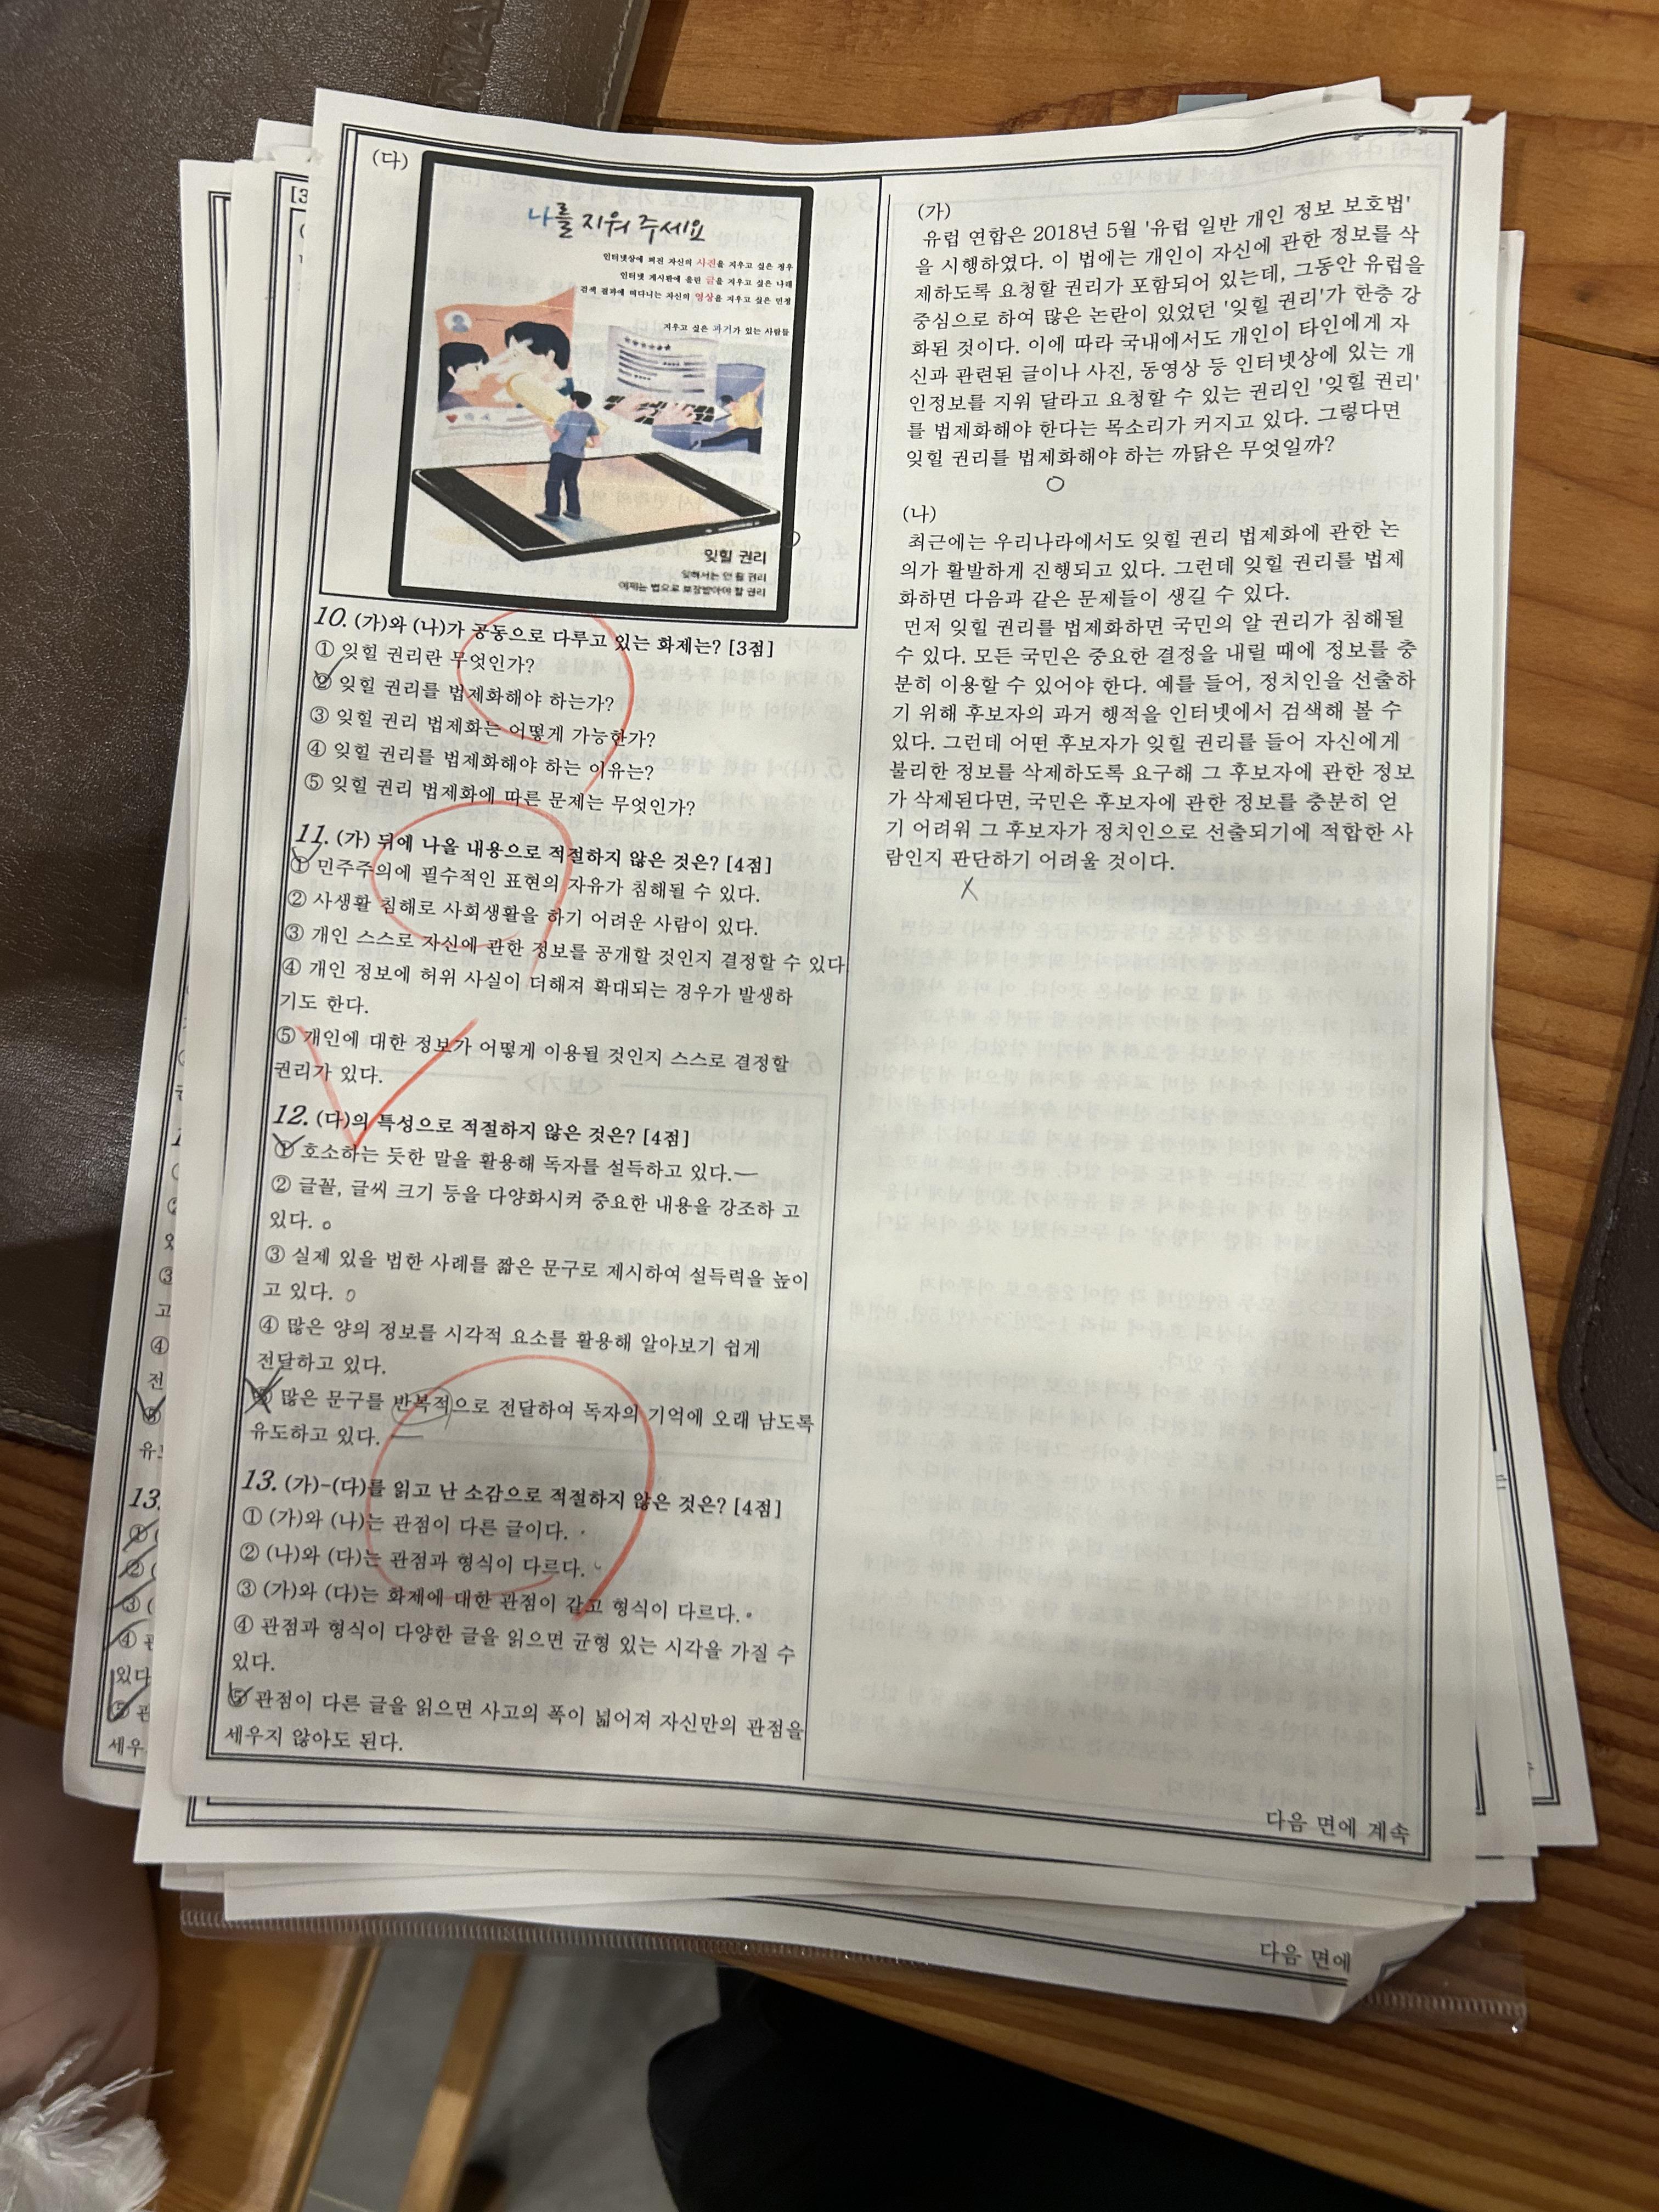 (다)
나를 지워 주세요
인터넷상에 퍼진 자신의 사진을 지우고 싶은 정우
인터넷 게시판에 올린 글을 지우고 싶은 나래
검색 결과에 떠다니는 자신의 영상을 지우고 싶은 민정
지우고 싶은 과거가 있는 사람들
잊힐 권리
잊혀서는 안 될 권리
이제는 법으로 보장받아야 할 권리
10. (가)와 (나)가 공동으로 다루고 있는 화제는? [3점]
① 잊힐 권리란 무엇인가?
② 잊힐 권리를 법제화해야 하는가?
③ 잊힐 권리 법제화는 어떻게 가능한가?
④ 잊힐 권리를 법제화해야 하는 이유는?
⑤ 잊힐 권리 법제화에 따른 문제는 무엇인가?
11. (가) 뒤에 나올 내용으로 적절하지 않은 것은? [4점]
① 민주주의에 필수적인 표현의 자유가 침해될 수 있다.
② 사생활 침해로 사회생활을 하기 어려운 사람이 있다.
③ 개인 스스로 자신에 관한 정보를 공개할 것인지 결정할 수 있다
④ 개인 정보에 허위 사실이 더해져 확대되는 경우가 발생하
기도 한다.
⑤ 개인에 대한 정보가 어떻게 이용될 것인지 스스로 결정할
권리가 있다.
12. (다)의 특성으로 적절하지 않은 것은? [4점]
① 호소하는 듯한 말을 활용해 독자를 설득하고 있다.
② 글꼴, 글씨 크기 등을 다양화시켜 중요한 내용을 강조하 고
있다.
③ 실제 있을 법한 사례를 짧은 문구로 제시하여 설득력을 높이
고 있다.
④ 많은 양의 정보를 시각적 요소를 활용해 알아보기 쉽게
전달하고 있다.
⑤ 많은 문구를 반복적으로 전달하여 독자의 기억에 오래 남도록
유도하고 있다.
13. (가)-(다)를 읽고 난 소감으로 적절하지 않은 것은? [4점]
① (가)와 (나)는 관점이 다른 글이다.
② (나)와 (다)는 관점과 형식이 다르다.
③ (가)와 (다)는 화제에 대한 관점이 같고 형식이 다르다.
④ 관점과 형식이 다양한 글을 읽으면 균형 있는 시각을 가질 수
있다.
⑤ 관점이 다른 글을 읽으면 사고의 폭이 넓어져 자신만의 관점을
세우지 않아도 된다.
(가)
유럽 연합은 2018년 5월 '유럽 일반 개인 정보 보호법'
을 시행하였다. 이 법에는 개인이 자신에 관한 정보를 삭
제하도록 요청할 권리가 포함되어 있는데, 그동안 유럽을
중심으로 하여 많은 논란이 있었던 '잊힐 권리'가 한층 강
화된 것이다. 이에 따라 국내에서도 개인이 타인에게 자
신과 관련된 글이나 사진, 동영상 등 인터넷상에 있는 개
인정보를 지워 달라고 요청할 수 있는 권리인 '잊힐 권리'
를 법제화해야 한다는 목소리가 커지고 있다. 그렇다면
잊힐 권리를 법제화해야 하는 까닭은 무엇일까?
(나)
최근에는 우리나라에서도 잊힐 권리 법제화에 관한 논
의가 활발하게 진행되고 있다. 그런데 잊힐 권리를 법제
화하면 다음과 같은 문제들이 생길 수 있다.
먼저 잊힐 권리를 법제화하면 국민의 알 권리가 침해될
수 있다. 모든 국민은 중요한 결정을 내릴 때에 정보를 충
분히 이용할 수 있어야 한다. 예를 들어, 정치인을 선출하
기 위해 후보자의 과거 행적을 인터넷에서 검색해 볼 수
있다. 그런데 어떤 후보자가 잊힐 권리를 들어 자신에게
불리한 정보를 삭제하도록 요구해 그 후보자에 관한 정보
가 삭제된다면, 국민은 후보자에 관한 정보를 충분히 얻
기 어려워 그 후보자가 정치인으로 선출되기에 적합한 사
람인지 판단하기 어려울 것이다.
다음 면에 계속
다음 면에
[3
13.
있다
세우